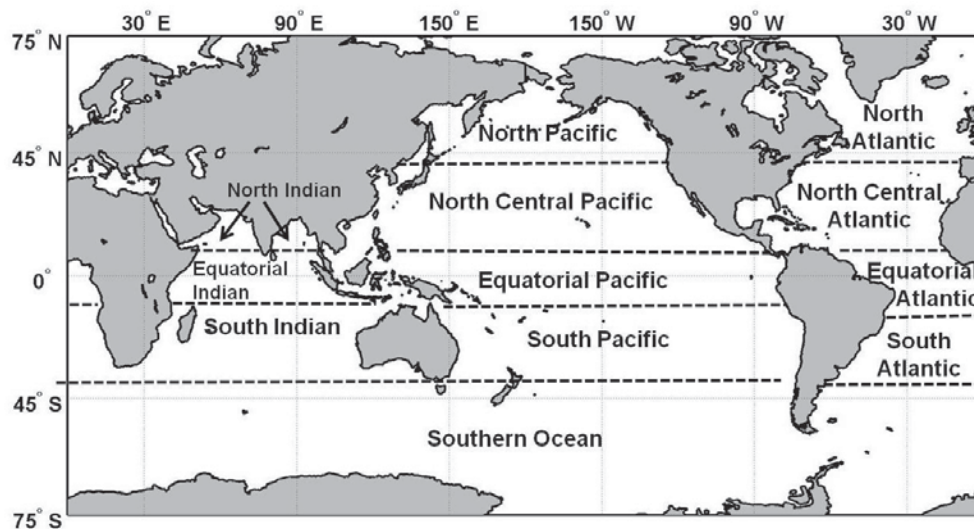 30° E 90° E 150° E 150° W 90° W 30° W
75° N
North Pacific
North
Atlantic
45° N
North Indian
North Central Pacific
North Central
Atlantic
0°
Equatorial
Indian
Equatorial Pacific
Equatorial
Atlantic
South Indian
South Pacific
South
Atlantic
45° S
Southern Ocean
75° S